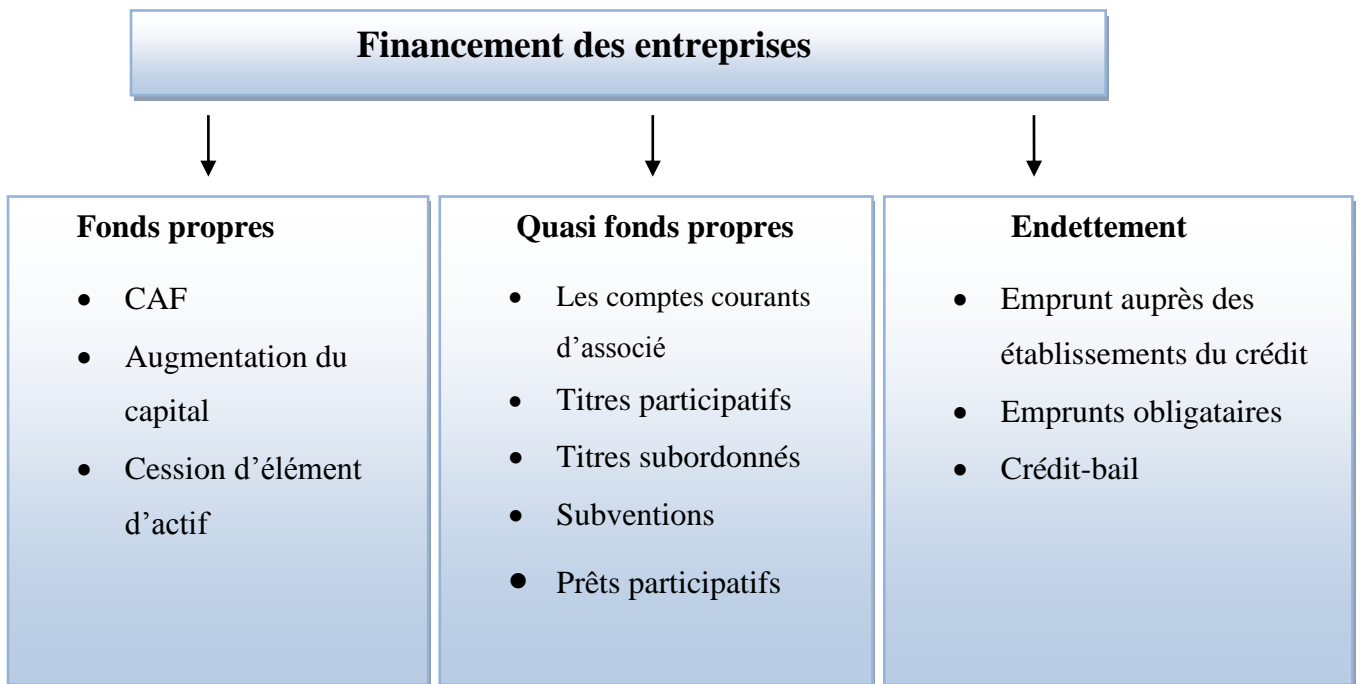 Financement des entreprises
Fonds propres
• CAF
• Augmentation du
capital
• Cession d’élément
d’actif
Quasi fonds propres
• Les comptes courants
d’associé
• Titres participatifs
• Titres subordonnés
• Subventions
• Prêts participatifs
Endettement
• Emprunt auprès des
établissements du crédit
• Emprunts obligataires
• Crédit-bail